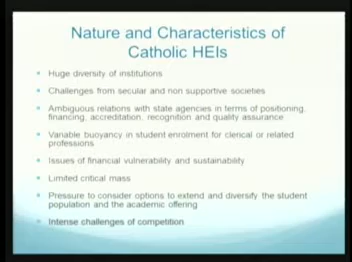 Nature and Characteristics of
Catholic HEIs
Huge diversity of institutions
Challenges from secular and non supportive societies
Ambiguous relations with state agencies in terms of positioning,
financing, accreditation, recognition and quality assurance
Variable buoyancy in student enrolment for clerical or related
professions
Issues of financial vulnerability and sustainability
Limited critical mass
Pressure to consider options to extend and diversify the student
population and the academic offering
Intense challenges of competition